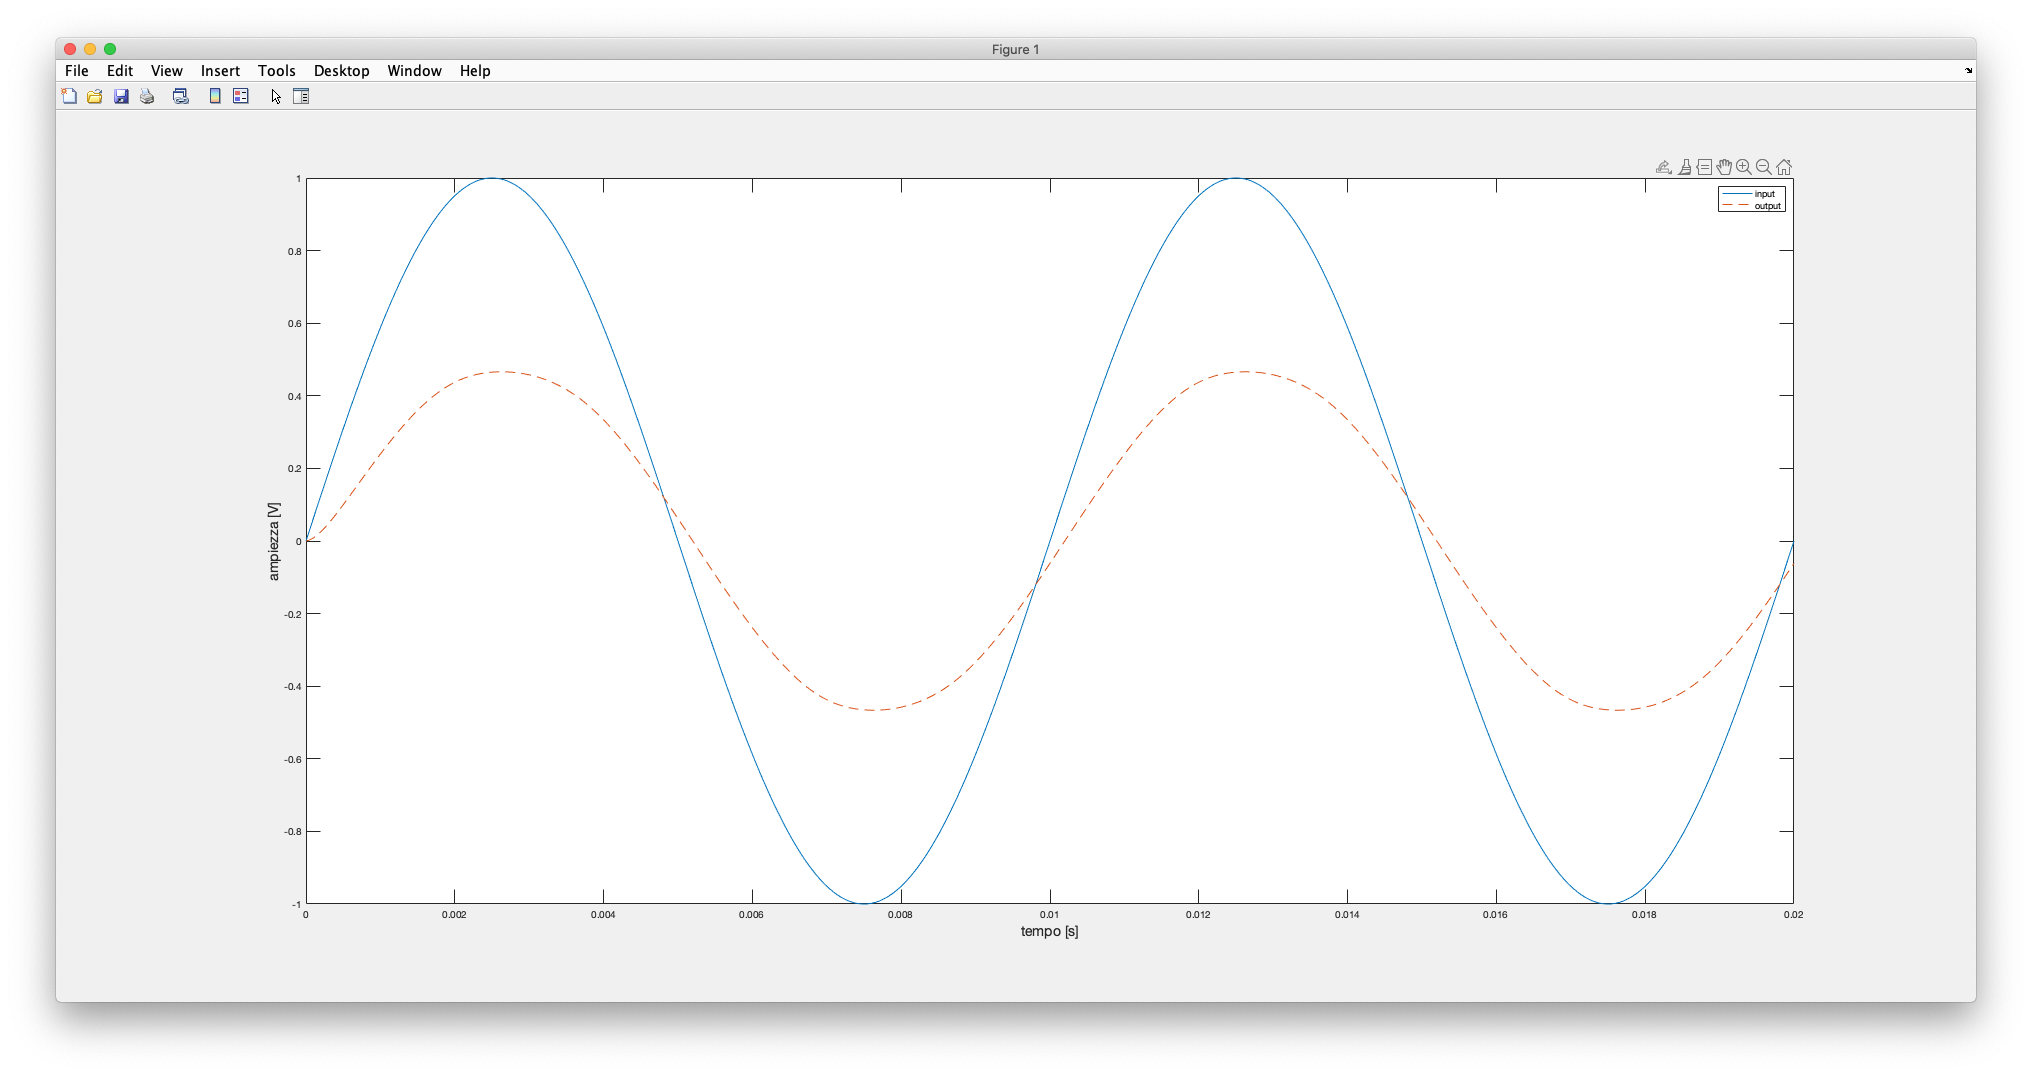 Figure 1
File Edit View Insert Tools Desktop Window Help
input
output
1
0.8
0.6
0.4
0.2
0
-0.2
-0.4
-0.6
-0.8
-1
ampiezza [V]
0 0.002 0.004 0.006 0.008 0.01 0.012 0.014 0.016 0.018 0.02
tempo [s]